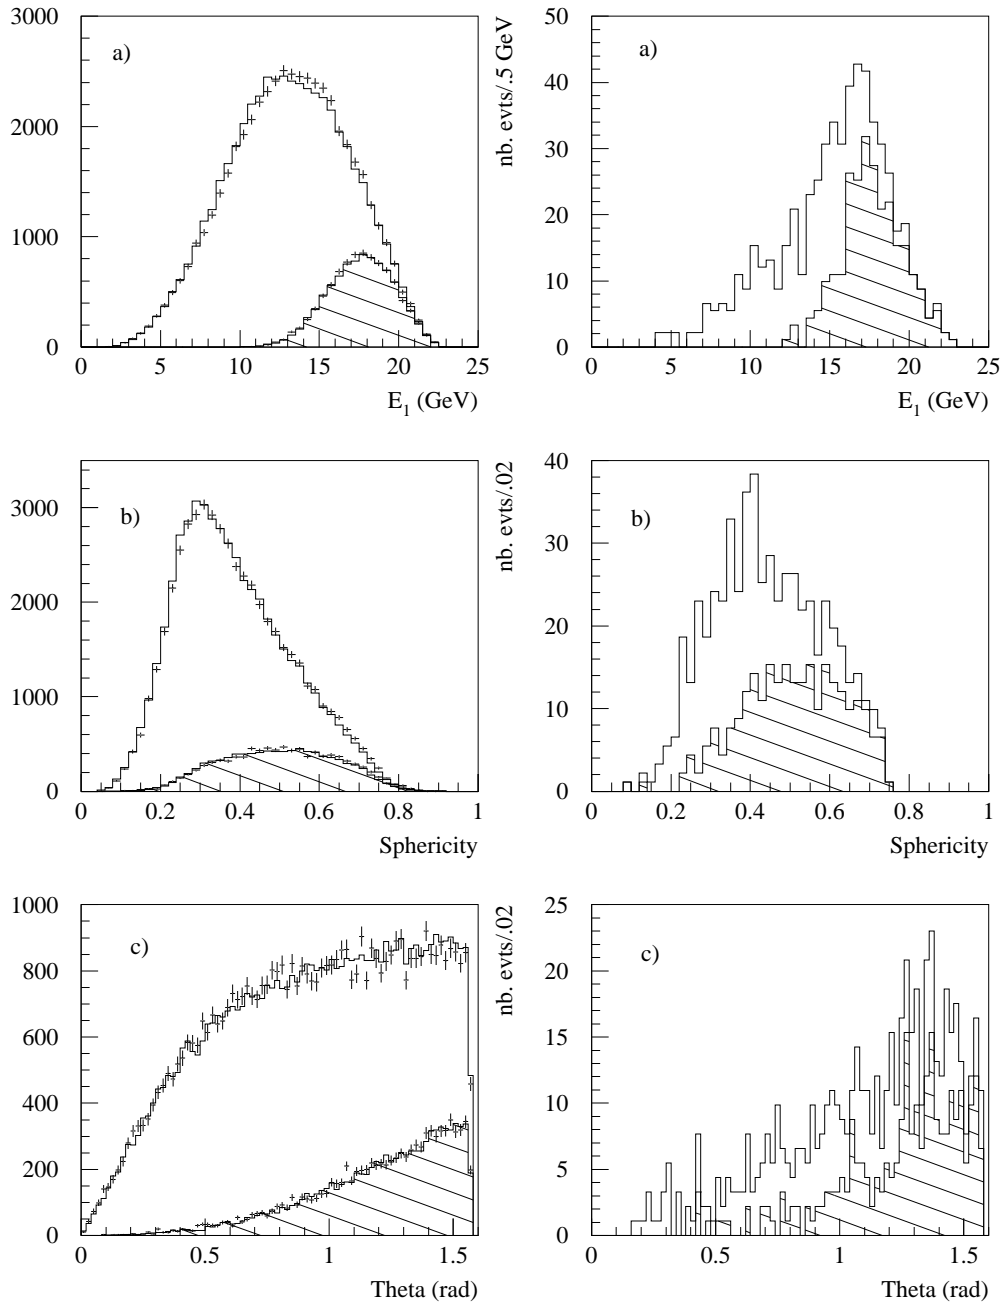 3000
2000
1000
0
a)
0 5 10 15 20 25
E1 (GeV)
nb. evts/.5 GeV
50
40
30
20
10
0
a)
0 5 10 15 20 25
E1 (GeV)
3000
2000
1000
0
b)
0 0.2 0.4 0.6 0.8 1
Sphericity
nb. evts/.02
40
30
20
10
0
b)
0 0.2 0.4 0.6 0.8 1
Sphericity
1000
800
600
400
200
0
c)
0 0.5 1 1.5
Theta (rad)
nb. evts/.02
25
20
15
10
5
0
c)
0 0.5 1 1.5
Theta (rad)